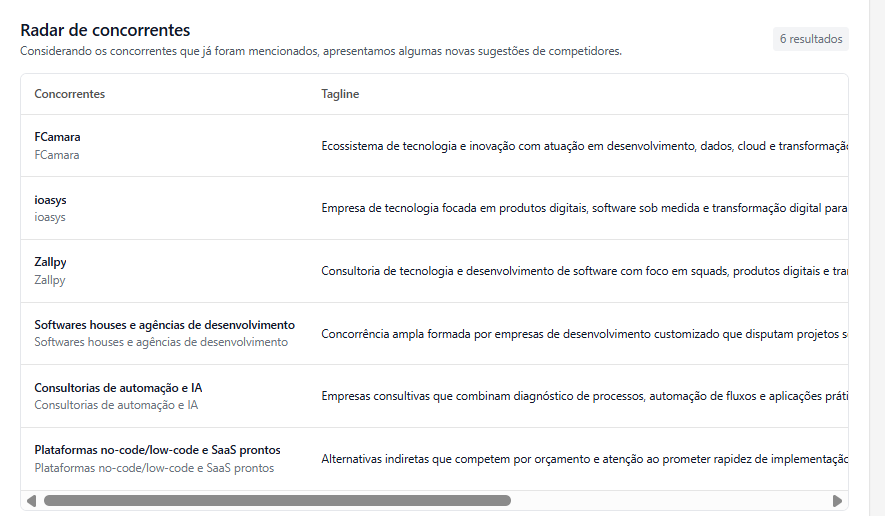 Radar de concorrentes
Considerando os concorrentes que já foram mencionados, apresentamos algumas novas sugestões de competidores.
6 resultados
Concorrentes Tagline
FCamara
FCamara
Ecossistema de tecnologia e inovação com atuação em desenvolvimento, dados, cloud e transformação
ioasys
ioasys
Empresa de tecnologia focada em produtos digitais, software sob medida e transformação digital para
Zallpy
Zallpy
Consultoria de tecnologia e desenvolvimento de software com foco em squads, produtos digitais e
Softwares houses e agências de desenvolvimento
Softwares houses e agências de desenvolvimento
Concorrência ampla formada por empresas de desenvolvimento customizado que disputam projetos
Consultorias de automação e IA
Consultorias de automação e IA
Empresas consultivas que combinam diagnóstico de processos, automação de fluxos e aplicações
Plataformas no-code/low-code e SaaS prontos
Plataformas no-code/low-code e SaaS prontos
Alternativas indiretas que competem por orçamento e atenção ao prometer rapidez de implementação